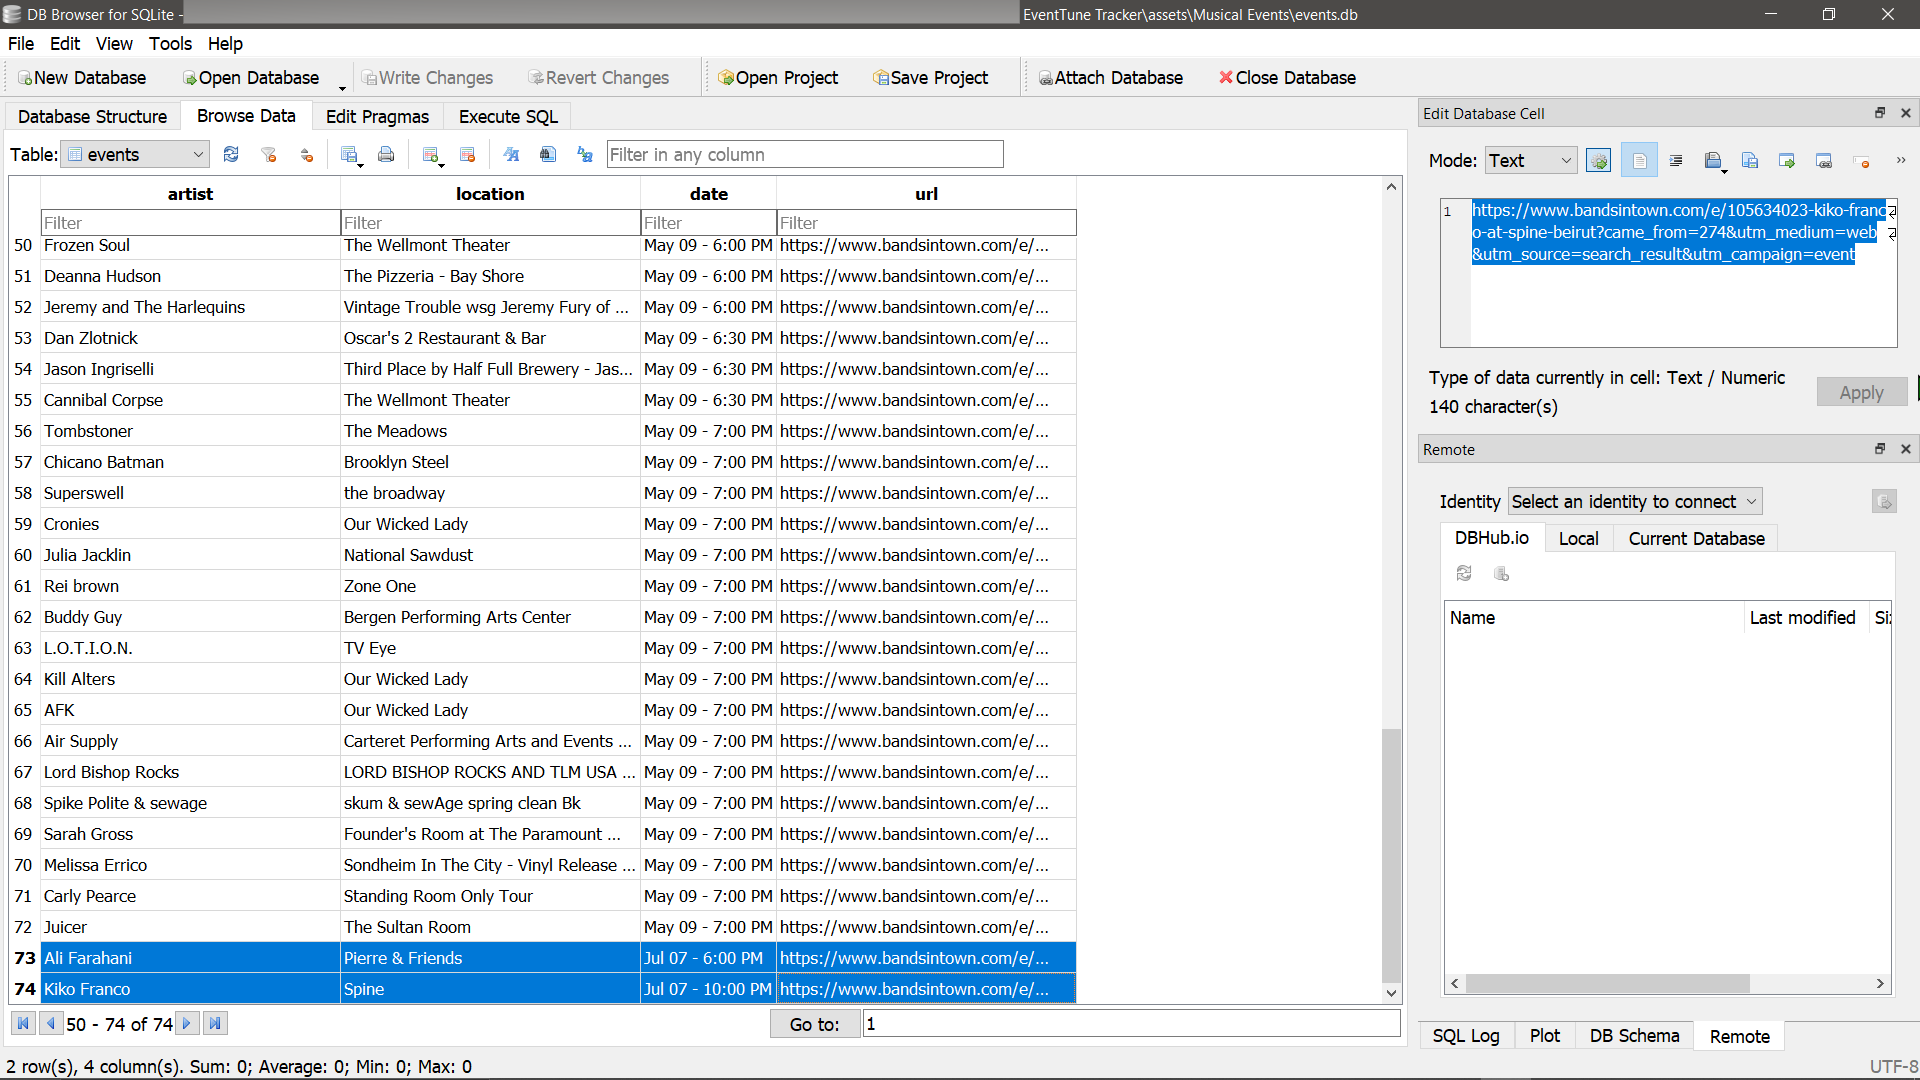 DB Browser for SQLite - EventTune Tracker\assets\Musical Events\events.db
File Edit View Tools Help
New Database Open Database Write Changes Revert Changes Open Project Save Project Attach Database Close Database
Database Structure Browse Data Edit Pragmas Execute SQL
Table: events Filter in any column
artist location date url
Filter Filter Filter Filter
50 Frozen Soul The Wellmont Theater May 09 - 6:00 PM https://www.bandsintown.com/e/...
51 Deanna Hudson The Pizzeria - Bay Shore May 09 - 6:00 PM https://www.bandsintown.com/e/...
52 Jeremy and The Harlequins Vintage Trouble wsg Jeremy Fury of ... May 09 - 6:00 PM https://www.bandsintown.com/e/...
53 Dan Zlotnick Oscar's 2 Restaurant & Bar May 09 - 6:30 PM https://www.bandsintown.com/e/...
54 Jason Ingriselli Third Place by Half Full Brewery - Jas... May 09 - 6:30 PM https://www.bandsintown.com/e/...
55 Cannibal Corpse The Wellmont Theater May 09 - 6:30 PM https://www.bandsintown.com/e/...
56 Tombstoner The Meadows May 09 - 7:00 PM https://www.bandsintown.com/e/...
57 Chicano Batman Brooklyn Steel May 09 - 7:00 PM https://www.bandsintown.com/e/...
58 Superswell the broadway May 09 - 7:00 PM https://www.bandsintown.com/e/...
59 Cronies Our Wicked Lady May 09 - 7:00 PM https://www.bandsintown.com/e/...
60 Julia Jacklin National Sawdust May 09 - 7:00 PM https://www.bandsintown.com/e/...
61 Rei brown Zone One May 09 - 7:00 PM https://www.bandsintown.com/e/...
62 Buddy Guy Bergen Performing Arts Center May 09 - 7:00 PM https://www.bandsintown.com/e/...
63 L.O.T.I.O.N. TV Eye May 09 - 7:00 PM https://www.bandsintown.com/e/...
64 Kill Alters Our Wicked Lady May 09 - 7:00 PM https://www.bandsintown.com/e/...
65 AFK Our Wicked Lady May 09 - 7:00 PM https://www.bandsintown.com/e/...
66 Air Supply Carteret Performing Arts and Events ... May 09 - 7:00 PM https://www.bandsintown.com/e/...
67 Lord Bishop Rocks LORD BISHOP ROCKS AND TLM USA ... May 09 - 7:00 PM https://www.bandsintown.com/e/...
68 Spike Polite & sewage skum & sewAge spring clean Bk May 09 - 7:00 PM https://www.bandsintown.com/e/...
69 Sarah Gross Founder's Room at The Paramount ... May 09 - 7:00 PM https://www.bandsintown.com/e/...
70 Melissa Errico Sondheim In The City - Vinyl Release ... May 09 - 7:00 PM https://www.bandsintown.com/e/...
71 Carly Pearce Standing Room Only Tour May 09 - 7:00 PM https://www.bandsintown.com/e/...
72 Juicer The Sultan Room May 09 - 7:00 PM https://www.bandsintown.com/e/...
73 Ali Farahani Pierre & Friends Jul 07 - 6:00 PM https://www.bandsintown.com/e/...
74 Kiko Franco Spine Jul 07 - 10:00 PM https://www.bandsintown.com/e/...
50 - 74 of 74 Go to: 1
2 row(s), 4 column(s). Sum: 0; Average: 0; Min: 0; Max: 0
Edit Database Cell
Mode: Text
1 https://www.bandsintown.com/e/105634023-kiko-franc
o-at-spine-beirut?came_from=274&utm_medium=web
&utm_source=search_result&utm_campaign=event
Type of data currently in cell: Text / Numeric
140 character(s)
Apply
Remote
Identity Select an identity to connect
DBHub.io Local Current Database
Name Last modified Si
SQL Log Plot DB Schema Remote
UTF-8